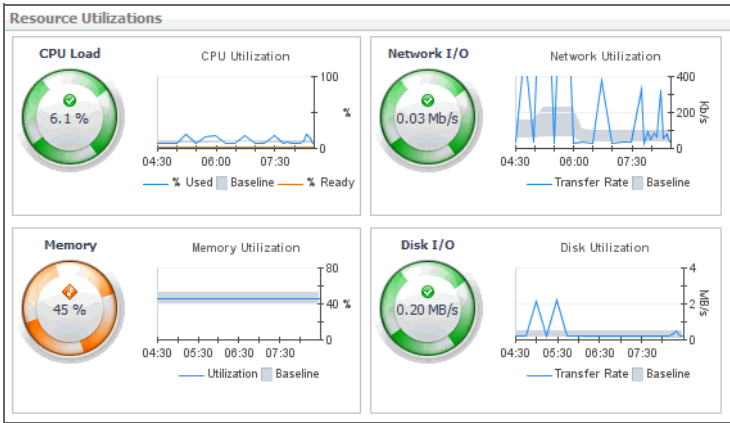 Resource Utilizations
CPU Load
6.1 %
CPU Utilization
100
0
%
04:30 06:00 07:30
% Used Baseline % Ready
Network I/O
0.03 Mb/s
Network Utilization
400
200
0
Kb/s
04:30 06:00 07:30
Transfer Rate Baseline
Memory
45 %
Memory Utilization
80
40
0
%
04:30 05:30 06:30 07:30
Utilization Baseline
Disk I/O
0.20 MB/s
Disk Utilization
4
2
0
MB/s
04:30 05:30 06:30 07:30
Transfer Rate Baseline